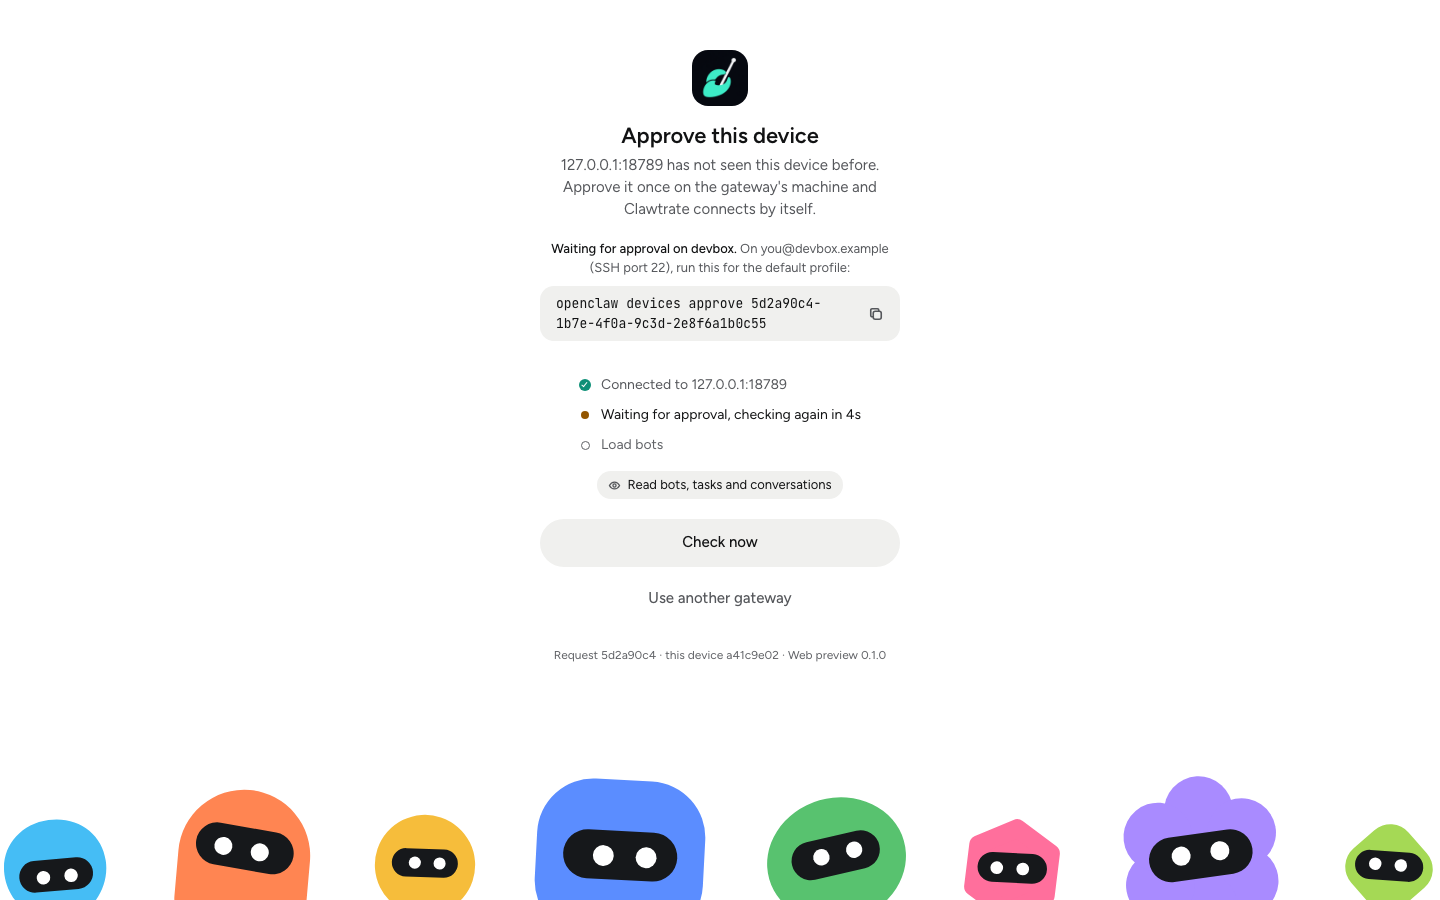 Approve this device
127.0.0.1:18789 has not seen this device before.
Approve it once on the gateway's machine and
Clawtrate connects by itself.
Waiting for approval on devbox. On you@devbox.example
(SSH port 22), run this for the default profile:
openclaw devices approve 5d2a90c4-
1b7e-4f0a-9c3d-2e8f6a1b0c55
Connected to 127.0.0.1:18789
Waiting for approval, checking again in 4s
Load bots
Read bots, tasks and conversations
Check now
Use another gateway
Request 5d2a90c4 · this device a41c9e02 · Web preview 0.1.0